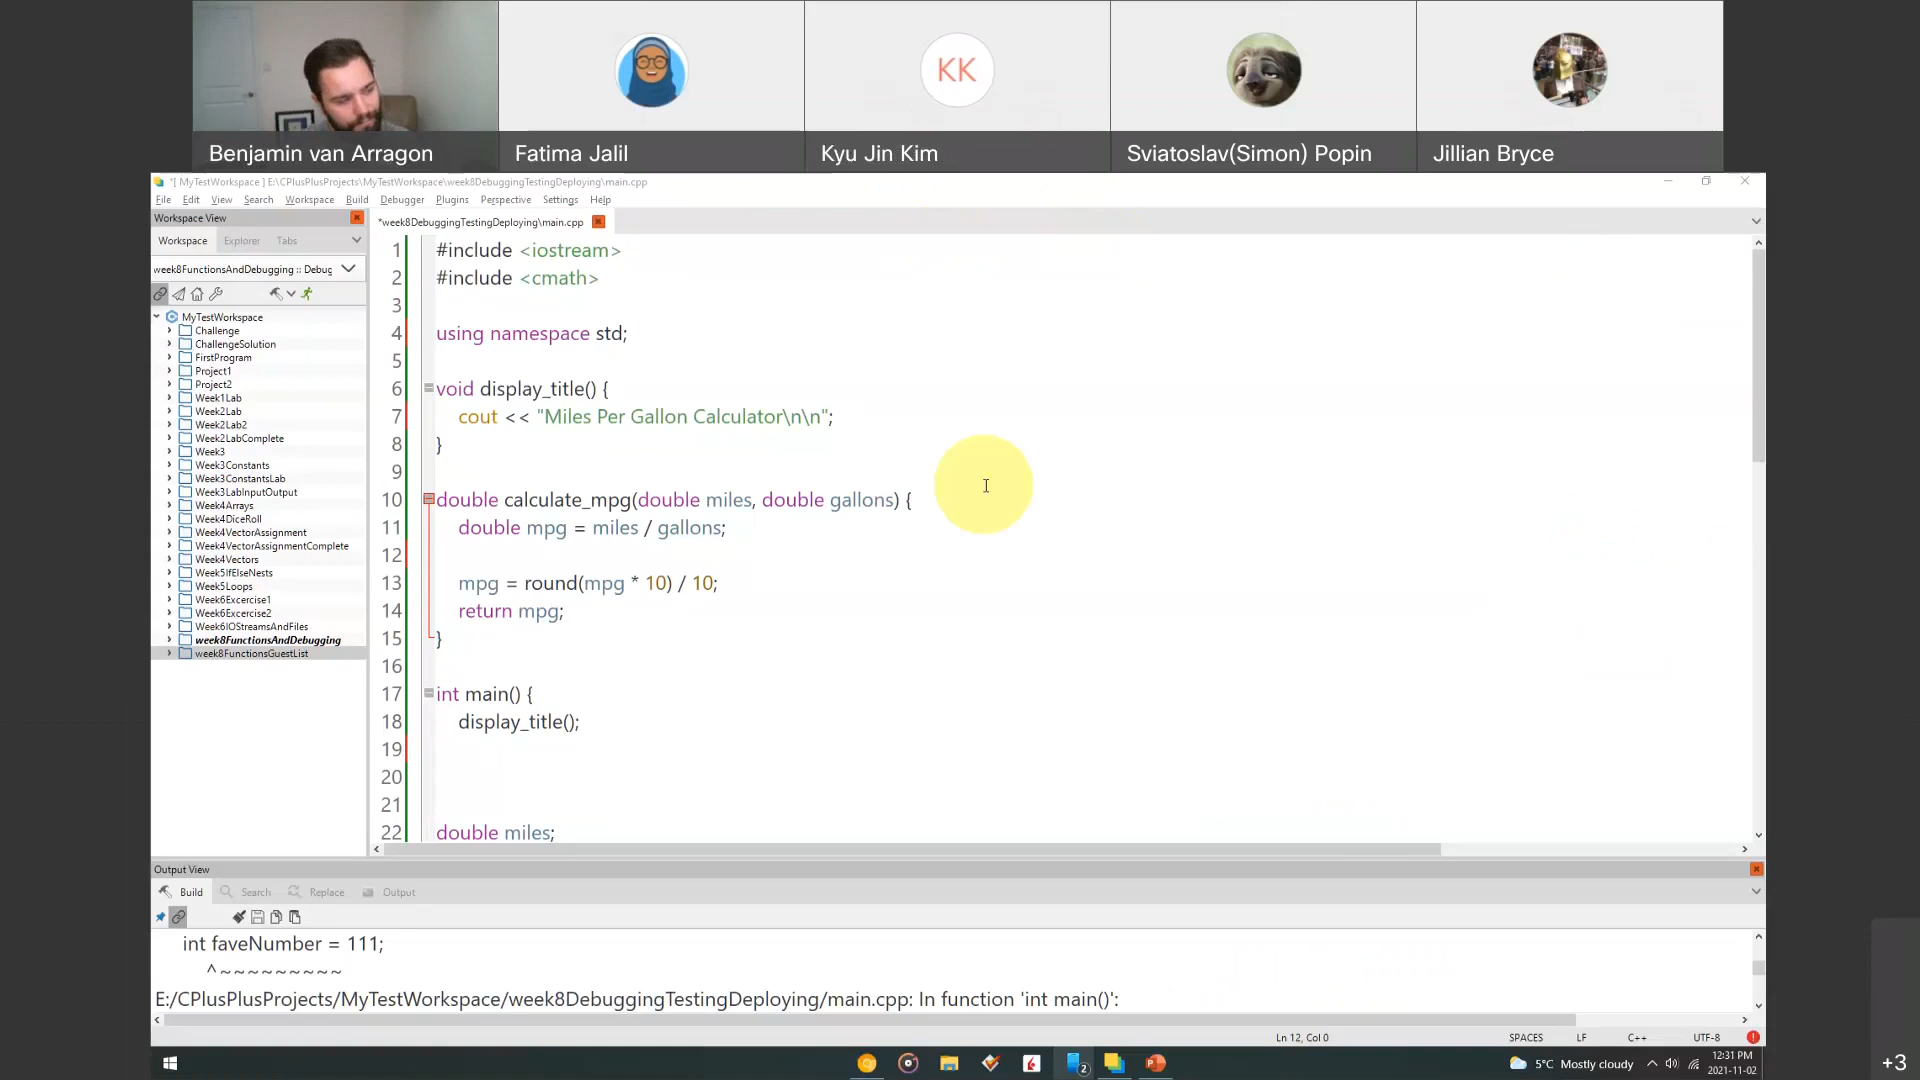 KK
Benjamin van Arragon
Fatima Jalil
Kyu Jin Kim
Sviatoslav(Simon) Popin
Jillian Bryce
*[ MyTestWorkspace ] E:\CPlusPlusProjects\MyTestWorkspace\week8DebuggingTestingDeploying\main.cpp
File Edit View Search Workspace Build Debugger Plugins Perspective Settings Help
Workspace View
*week8DebuggingTestingDeploying\main.cpp
Workspace Explorer Tabs
week8FunctionsAndDebugging :: Debug
MyTestWorkspace
Challenge
ChallengeSolution
FirstProgram
Project1
Project2
Week1Lab
Week2Lab
Week2Lab2
Week2LabComplete
Week3
Week3Constants
Week3ConstantsLab
Week3LabInputOutput
Week4Arrays
Week4DiceRoll
Week4VectorAssignment
Week4VectorAssignmentComplete
Week4Vectors
Week5IfElseNests
Week5Loops
Week6Excercise1
Week6Excercise2
Week6IOStreamsAndFiles
week8FunctionsAndDebugging
week8FunctionsGuestList
1 #include <iostream>
2 #include <cmath>
3
4 using namespace std;
5
6 void display_title() {
7 cout << "Miles Per Gallon Calculator\n\n";
8 }
9
10 double calculate_mpg(double miles, double gallons) {
11 double mpg = miles / gallons;
12
13 mpg = round(mpg * 10) / 10;
14 return mpg;
15 }
16
17 int main() {
18 display_title();
19
20
21
22 double miles;
Output View
Build Search Replace Output
int faveNumber = 111;
^~~~~~~~~~
E:/CPlusPlusProjects/MyTestWorkspace/week8DebuggingTestingDeploying/main.cpp: In function 'int main()':
Ln 12, Col 0 SPACES LF C++ UTF-8
2
5°C Mostly cloudy
12:31 PM
2021-11-02
+3